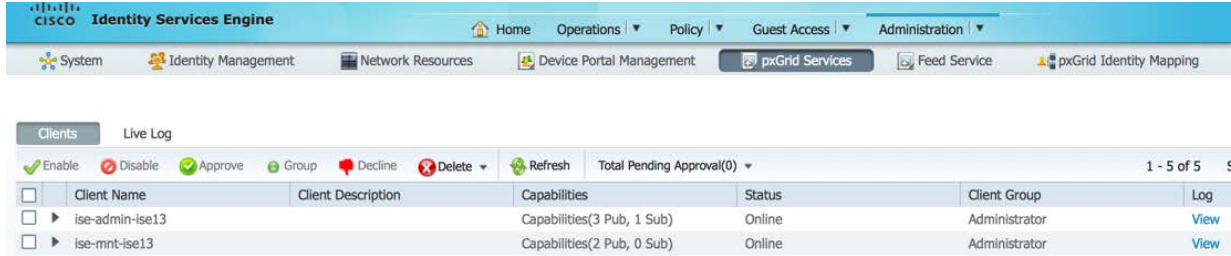 CISCO Identity Services Engine
Home Operations Policy Guest Access Administration
System Identity Management Network Resources Device Portal Management pxGrid Services Feed Service pxGrid Identity Mapping
Clients Live Log
Enable Disable Approve Group Decline Delete Refresh Total Pending Approval(0) 1 - 5 of 5
Client Name Client Description Capabilities Status Client Group Log
ise-admin-ise13 Capabilities(3 Pub, 1 Sub) Online Administrator View
ise-mnt-ise13 Capabilities(2 Pub, 0 Sub) Online Administrator View